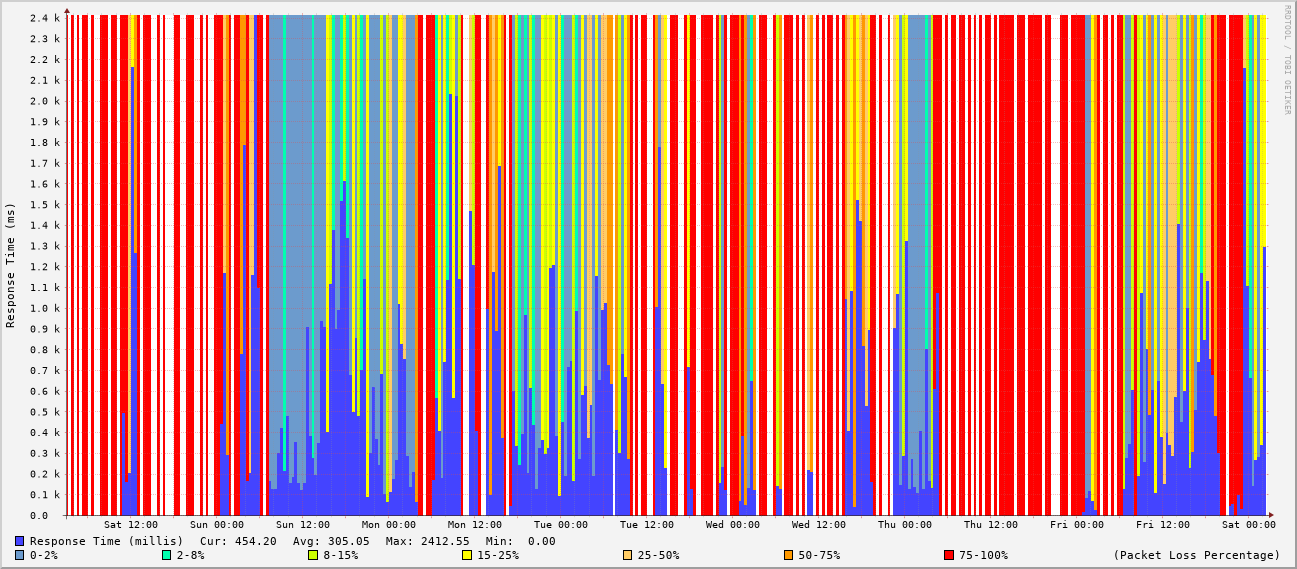 2.4 k
2.3 k
2.2 k
2.1 k
2.0 k
1.9 k
1.8 k
1.7 k
1.6 k
1.5 k
1.4 k
1.3 k
1.2 k
1.1 k
1.0 k
0.9 k
0.8 k
0.7 k
0.6 k
0.5 k
0.4 k
0.3 k
0.2 k
0.1 k
0.0
Response Time (ms)
RRDTOOL / TOBI OETIKER
Sat 12:00 Sun 00:00 Sun 12:00 Mon 00:00 Mon 12:00 Tue 00:00 Tue 12:00 Wed 00:00 Wed 12:00 Thu 00:00 Thu 12:00 Fri 00:00 Fri 12:00 Sat 00:00
Response Time (millis) Cur: 454.20 Avg: 305.05 Max: 2412.55 Min: 0.00
0-2% 2-8% 8-15% 15-25% 25-50% 50-75% 75-100% (Packet Loss Percentage)